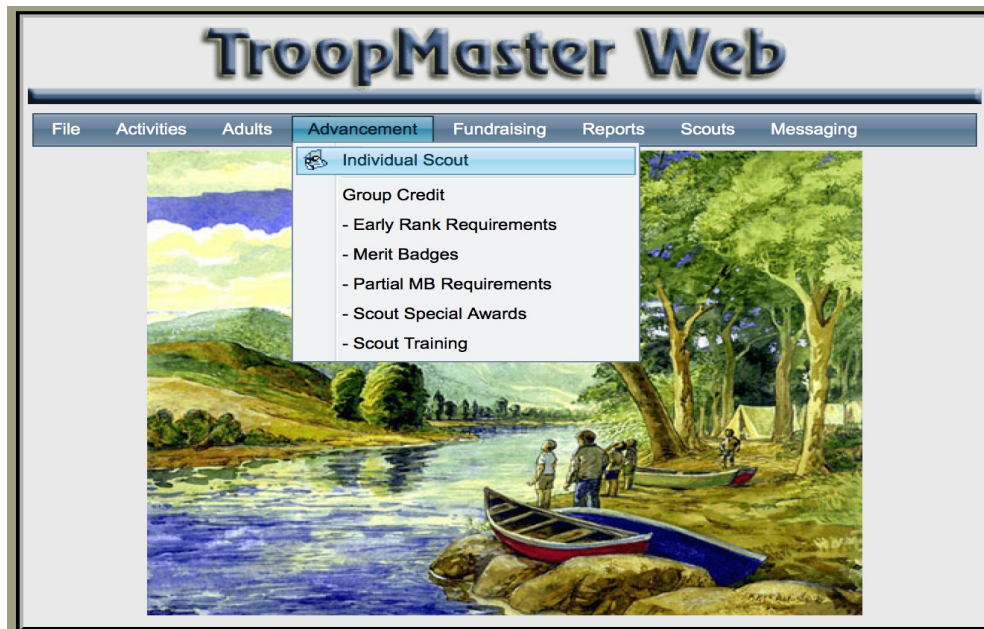 TroopMaster Web
File Activities Adults Advancement Fundraising Reports Scouts Messaging
Individual Scout
Group Credit
- Early Rank Requirements
- Merit Badges
- Partial MB Requirements
- Scout Special Awards
- Scout Training